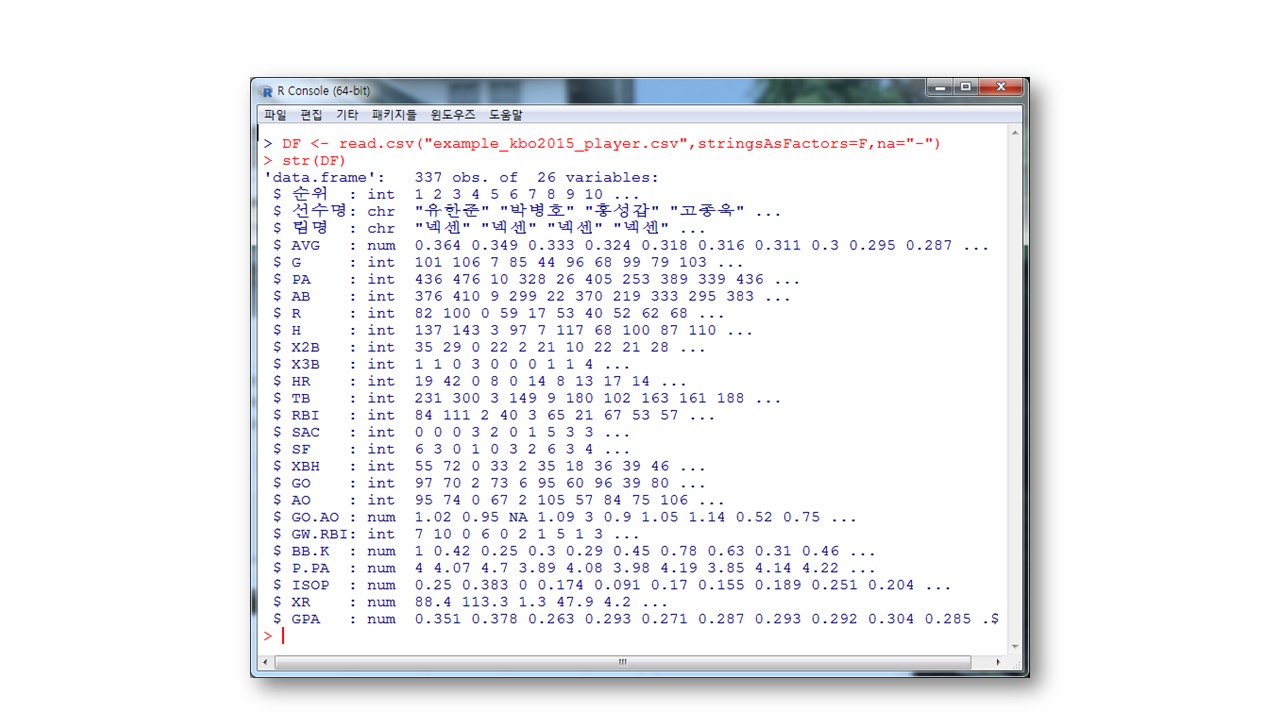 R Console (64-bit)
파일 편집 기타 패키지들 윈도우즈 도움말
> DF <- read.csv("example_kbo2015_player.csv",stringsAsFactors=F,na="-")
> str(DF)
'data.frame': 337 obs. of 26 variables:
$ 순위 : int 1 2 3 4 5 6 7 8 9 10 ...
$ 선수명: chr "유한준" "박병호" "홍성갑" "고종욱" ...
$ 팀명 : chr "넥센" "넥센" "넥센" "넥센" ...
$ AVG : num 0.364 0.349 0.333 0.324 0.318 0.316 0.311 0.3 0.295 0.287 ...
$ G : int 101 106 7 85 44 96 68 99 79 103 ...
$ PA : int 436 476 10 328 26 405 253 389 339 436 ...
$ AB : int 376 410 9 299 22 370 219 333 295 383 ...
$ R : int 82 100 0 59 17 53 40 52 62 68 ...
$ H : int 137 143 3 97 7 117 68 100 87 110 ...
$ X2B : int 35 29 0 22 2 21 10 22 21 28 ...
$ X3B : int 1 1 0 3 0 0 0 1 1 4 ...
$ HR : int 19 42 0 8 0 14 8 13 17 14 ...
$ TB : int 231 300 3 149 9 180 102 163 161 188 ...
$ RBI : int 84 111 2 40 3 65 21 67 53 57 ...
$ SAC : int 0 0 0 3 2 0 1 5 3 3 ...
$ SF : int 6 3 0 1 0 3 2 6 3 4 ...
$ XBH : int 55 72 0 33 2 35 18 36 39 46 ...
$ GO : int 97 70 2 73 6 95 60 96 39 80 ...
$ AO : int 95 74 0 67 2 105 57 84 75 106 ...
$ GO.AO : num 1.02 0.95 NA 1.09 3 0.9 1.05 1.14 0.52 0.75 ...
$ GW.RBI: int 7 10 0 6 0 2 1 5 1 3 ...
$ BB.K : num 1 0.42 0.25 0.3 0.29 0.45 0.78 0.63 0.31 0.46 ...
$ P.PA : num 4 4.07 4.7 3.89 4.08 3.98 4.19 3.85 4.14 4.22 ...
$ ISOP : num 0.25 0.383 0 0.174 0.091 0.17 0.155 0.189 0.251 0.204 ...
$ XR : num 88.4 113.3 1.3 47.9 4.2 ...
$ GPA : num 0.351 0.378 0.263 0.293 0.271 0.287 0.293 0.292 0.304 0.285 .$
>